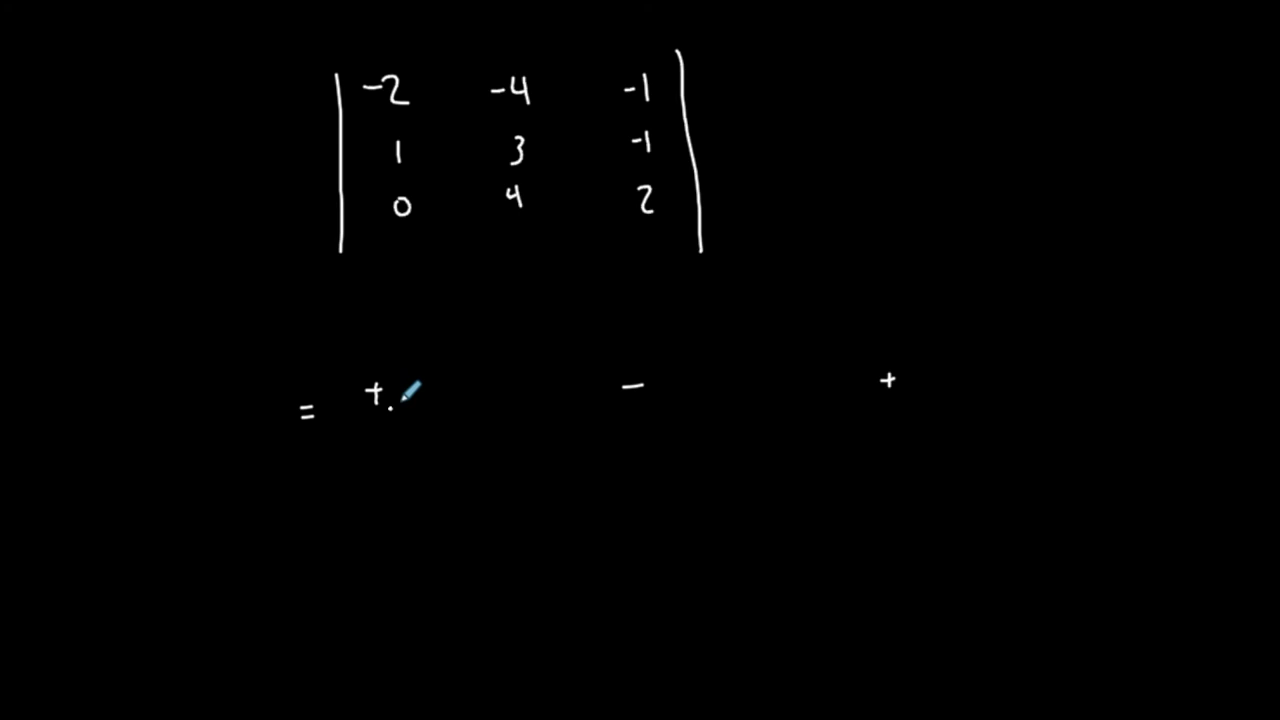 -2 -4 -1
1 3 -1
0 4 2
= + . - +